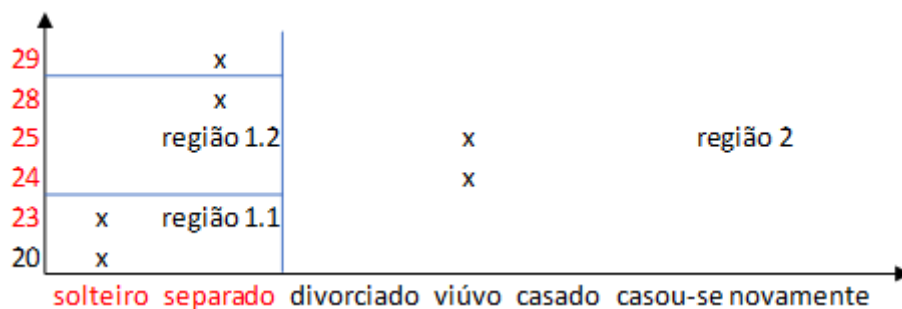 29 x
28 x
25 região 1.2 x região 2
24 x
23 x região 1.1
20 x
solteiro separado divorciado viúvo casado casou-se novamente